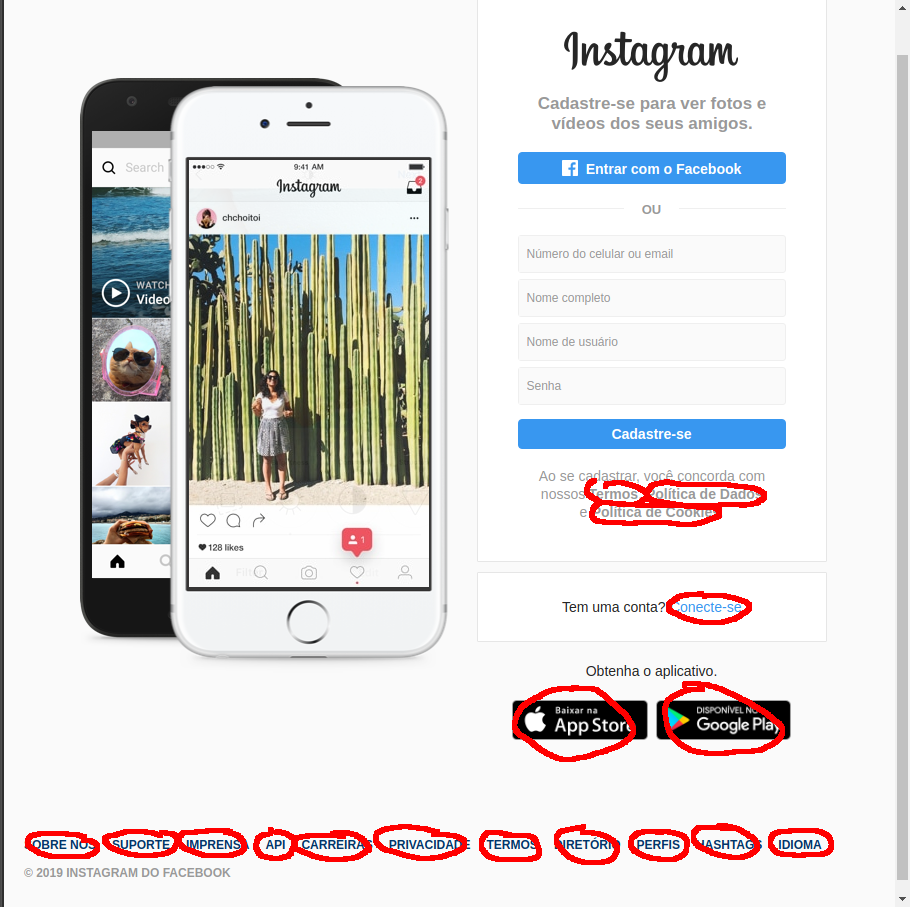 Instagram
Cadastre-se para ver fotos e
vídeos dos seus amigos.
Entrar com o Facebook
OU
Número do celular ou email
Nome completo
Nome de usuário
Senha
Cadastre-se
Ao se cadastrar, você concorda com
nossos Termos, Política de Dados
e Política de Cookies
Tem uma conta? Conecte-se
Obtenha o aplicativo.
Baixar na
App Store
DISPONÍVEL NO
Google Play
Search
WATCH
Video
9:41 AM
Instagram
2
chchoitoi
1
128 likes
SOBRE NÓS SUPORTE IMPRENSA API CARREIRAS PRIVACIDADE TERMOS DIRETÓRIO PERFIS HASHTAGS IDIOMA
© 2019 INSTAGRAM DO FACEBOOK